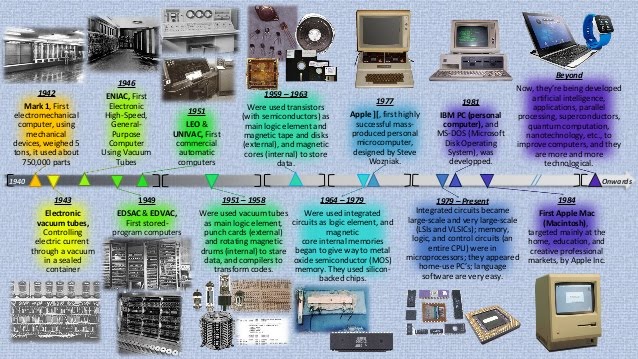 1942
Mark 1, First
electromechanical
computer, using
mechanical
devices, weighed 5
tons, it used about
750,000 parts
1946
ENIAC, First
Electronic
High-Speed,
General-
Purpose
Computer
Using Vacuum
Tubes
1951
LEO &
UNIVAC, First
commercial
automatic
computers
1959 – 1963
Were used transistors
(with semiconductors) as
main logic element and
magnetic tape and disks
(external), and magnetic
cores (internal) to store
data.
1977
Apple ][, first highly
successful mass-
produced personal
microcomputer,
designed by Steve
Wozniak.
1981
IBM PC (personal
computer), and
MS-DOS (Microsoft
Disk Operating
System), was
developped.
Beyond
Now, they're being developed
artificial intelligence,
applications, parallel
processing, superconductors,
quantum computation,
nanotechnology, etc., to
improve computers, and they
are more and more
technological.
1940
Onwards
1943
Electronic
vacuum tubes,
Controlling
electric current
through a vacuum
in a sealed
container
1949
EDSAC & EDVAC,
First stored-
program computers
1951 – 1958
Were used vacuum tubes
as main logic element,
punch cards (external)
and rotating magnetic
drums (internal) to store
data, and compilers to
transform codes.
1964 – 1979
Were used integrated
circuits as logic element, and
magnetic
core internal memories
began to give way to metal
oxide semiconductor (MOS)
memory. They used silicon-
backed chips.
1979 – Present
Integrated circuits became
large-scale and very large-scale
(LSIs and VLSICs); memory,
logic, and control circuits (an
entire CPU) were in
microprocessors; they appeared
home-use PC's; language
software are very easy.
1984
First Apple Mac
(Macintosh),
targeted mainly at the
home, education, and
creative professional
markets, by Apple Inc.